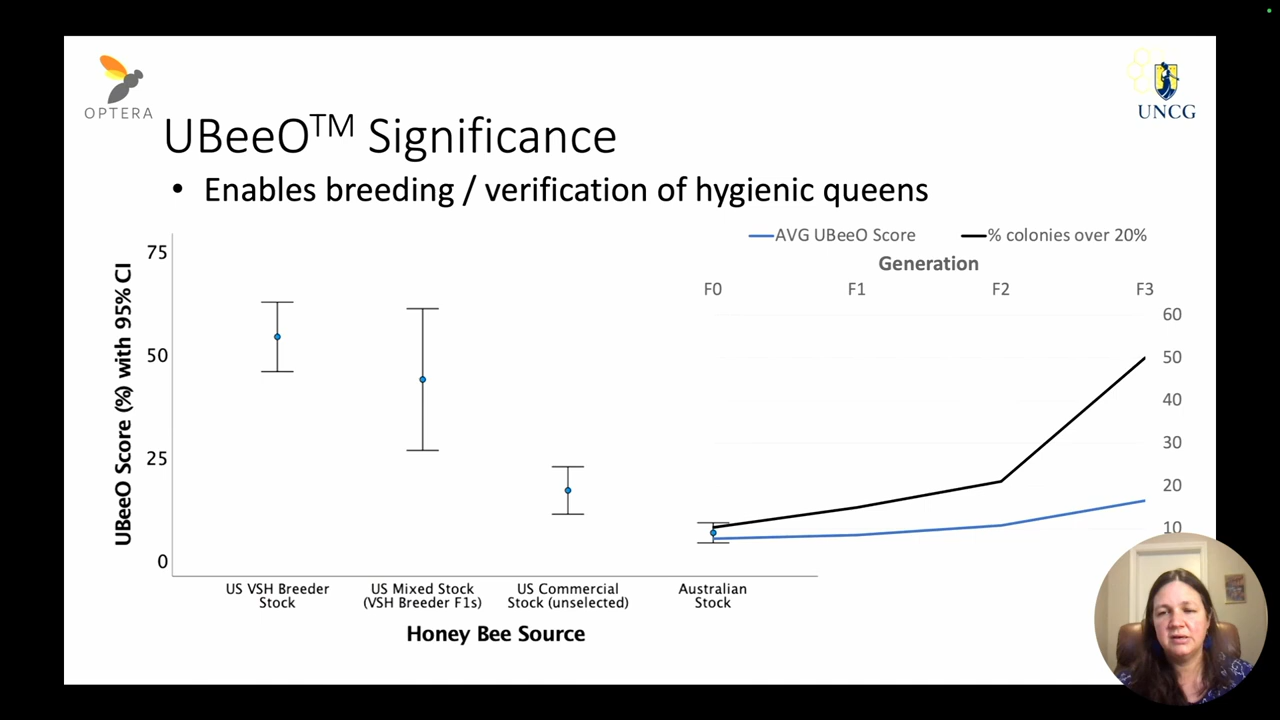 OPTERA
UNCG
UBeeO™ Significance
• Enables breeding / verification of hygienic queens
AVG UBeeO Score
% colonies over 20%
Generation
F0 F1 F2 F3
UBeeO Score (%) with 95% CI
75
50
25
0
60
50
40
30
20
10
US VSH Breeder
Stock
US Mixed Stock
(VSH Breeder F1s)
US Commercial
Stock (unselected)
Australian
Stock
Honey Bee Source